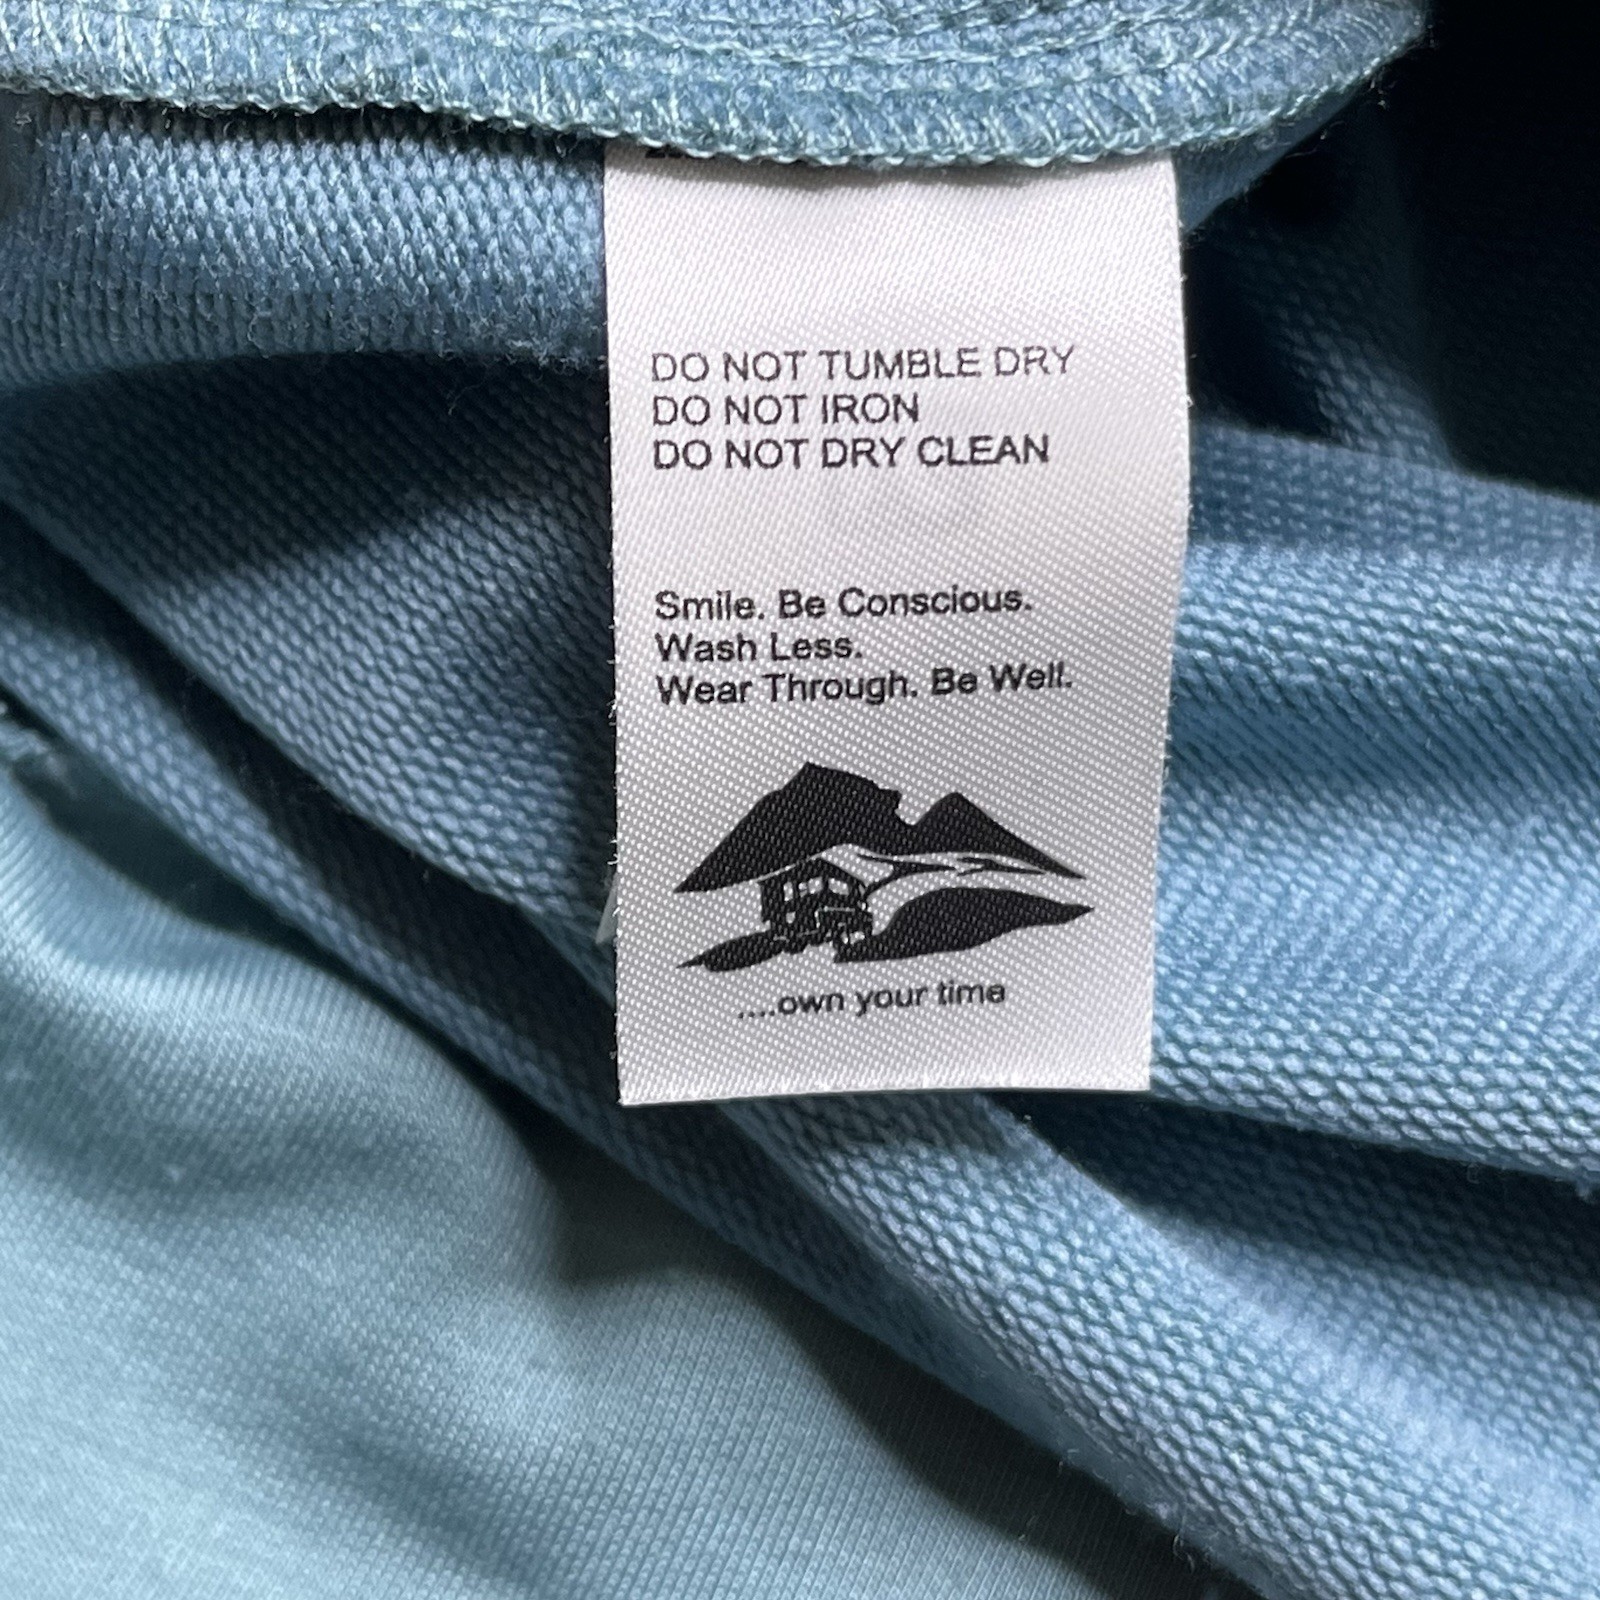 DO NOT TUMBLE DRY
DO NOT IRON
DO NOT DRY CLEAN
Smile. Be Conscious.
Wash Less.
Wear Through. Be Well.
....own your time